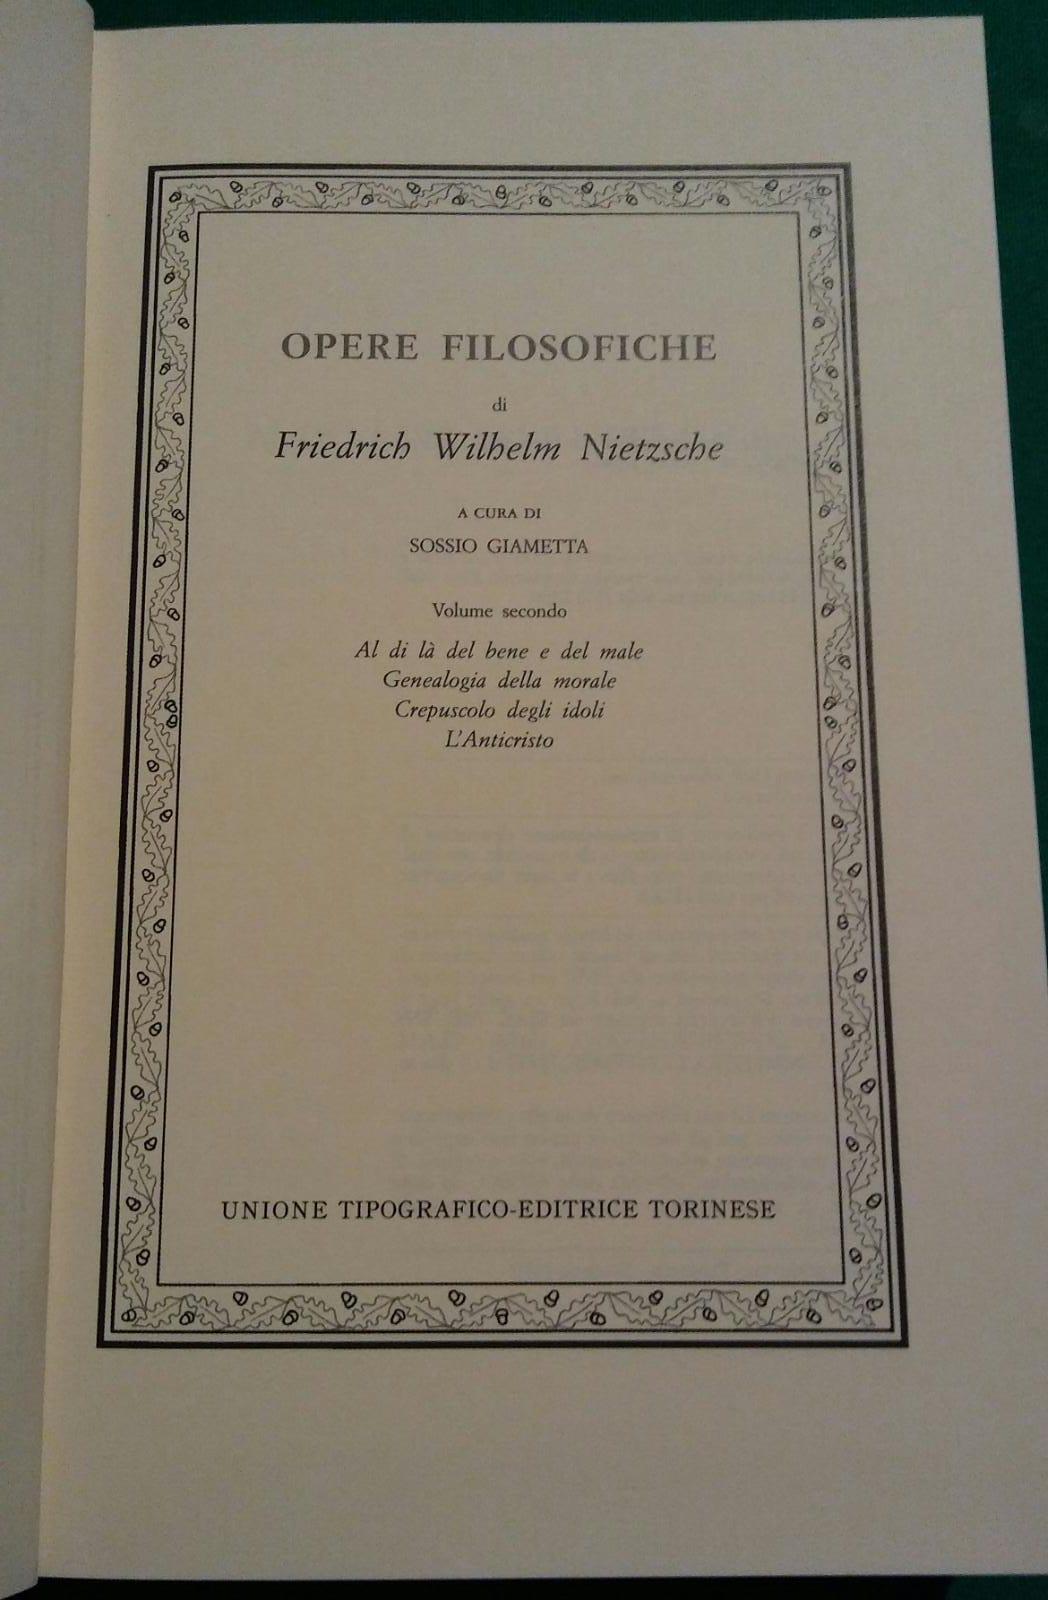 OPERE FILOSOFICHE
di
Friedrich Wilhelm Nietzsche
A CURA DI
SOSSIO GIAMETTA
Volume secondo
Al di là del bene e del male
Genealogia della morale
Crepuscolo degli idoli
L'Anticristo
UNIONE TIPOGRAFICO-EDITRICE TORINESE